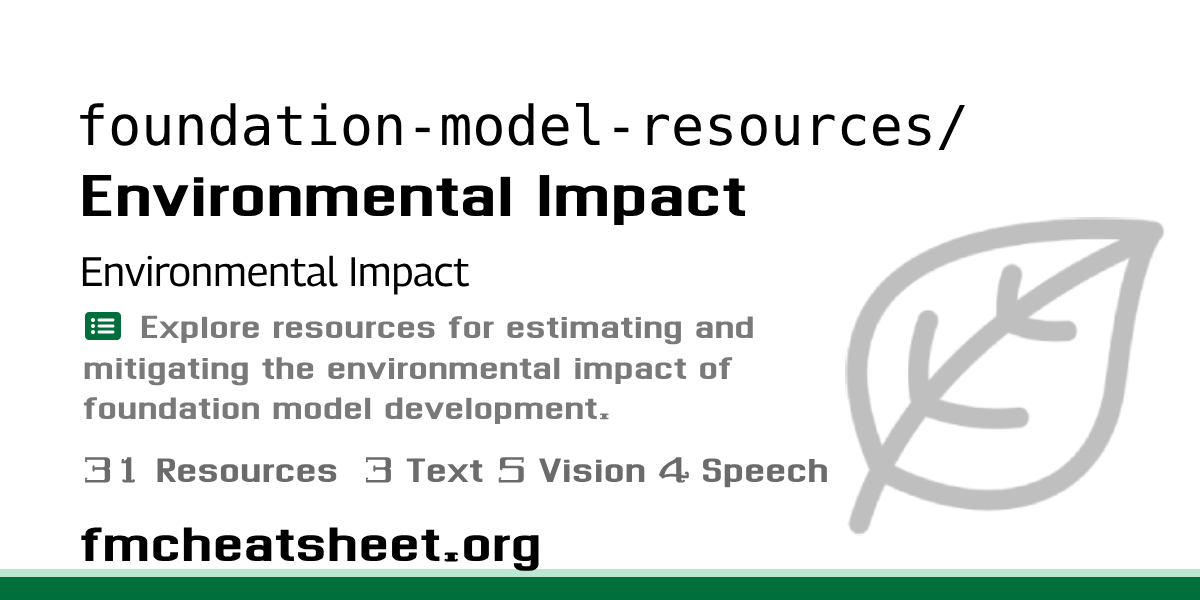 foundation-model-resources/
Environmental Impact
Environmental Impact
Explore resources for estimating and
mitigating the environmental impact of
foundation model development.
31 Resources 3 Text 5 Vision 4 Speech
fmcheatsheet.org